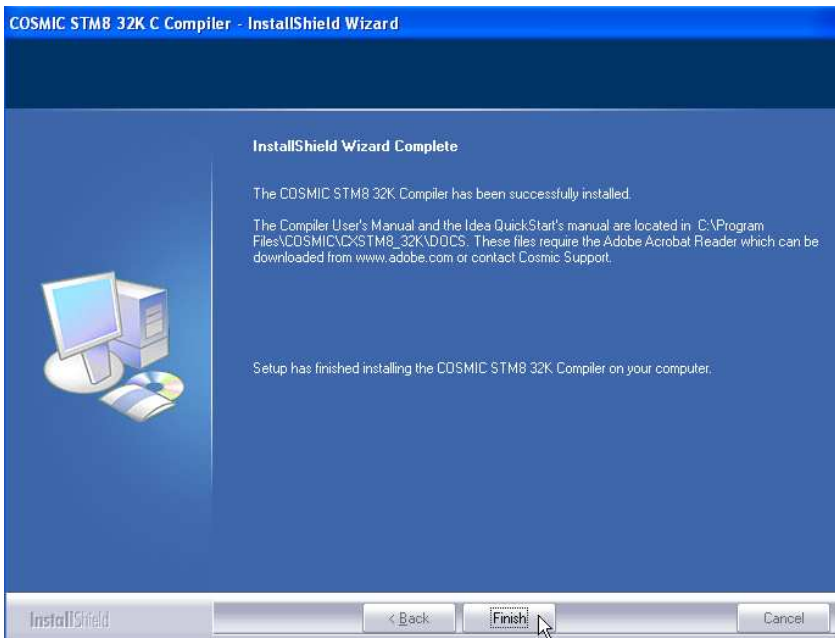 COSMIC STM8 32K C Compiler - InstallShield Wizard
InstallShield Wizard Complete
The COSMIC STM8 32K Compiler has been successfully installed.
The Compiler User's Manual and the Idea QuickStart's manual are located in C:\Program
Files\COSMIC\CXSTM8_32K\DOCS. These files require the Adobe Acrobat Reader which can be
downloaded from www.adobe.com or contact Cosmic Support.
Setup has finished installing the COSMIC STM8 32K Compiler on your computer.
InstallShield
< Back
Finish
Cancel